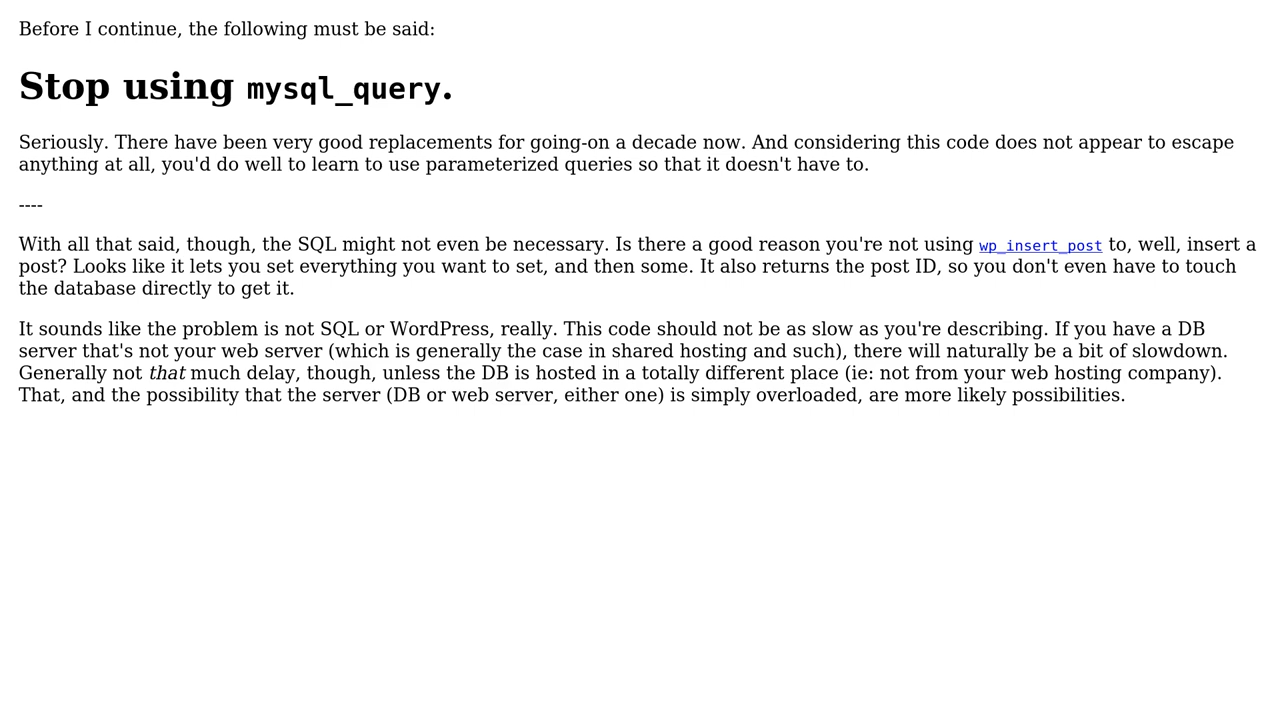 Before I continue, the following must be said:
Stop using mysql_query.
Seriously. There have been very good replacements for going-on a decade now. And considering this code does not appear to escape
anything at all, you'd do well to learn to use parameterized queries so that it doesn't have to.
----
With all that said, though, the SQL might not even be necessary. Is there a good reason you're not using wp_insert_post to, well, insert a
post? Looks like it lets you set everything you want to set, and then some. It also returns the post ID, so you don't even have to touch
the database directly to get it.
It sounds like the problem is not SQL or WordPress, really. This code should not be as slow as you're describing. If you have a DB
server that's not your web server (which is generally the case in shared hosting and such), there will naturally be a bit of slowdown.
Generally not that much delay, though, unless the DB is hosted in a totally different place (ie: not from your web hosting company).
That, and the possibility that the server (DB or web server, either one) is simply overloaded, are more likely possibilities.